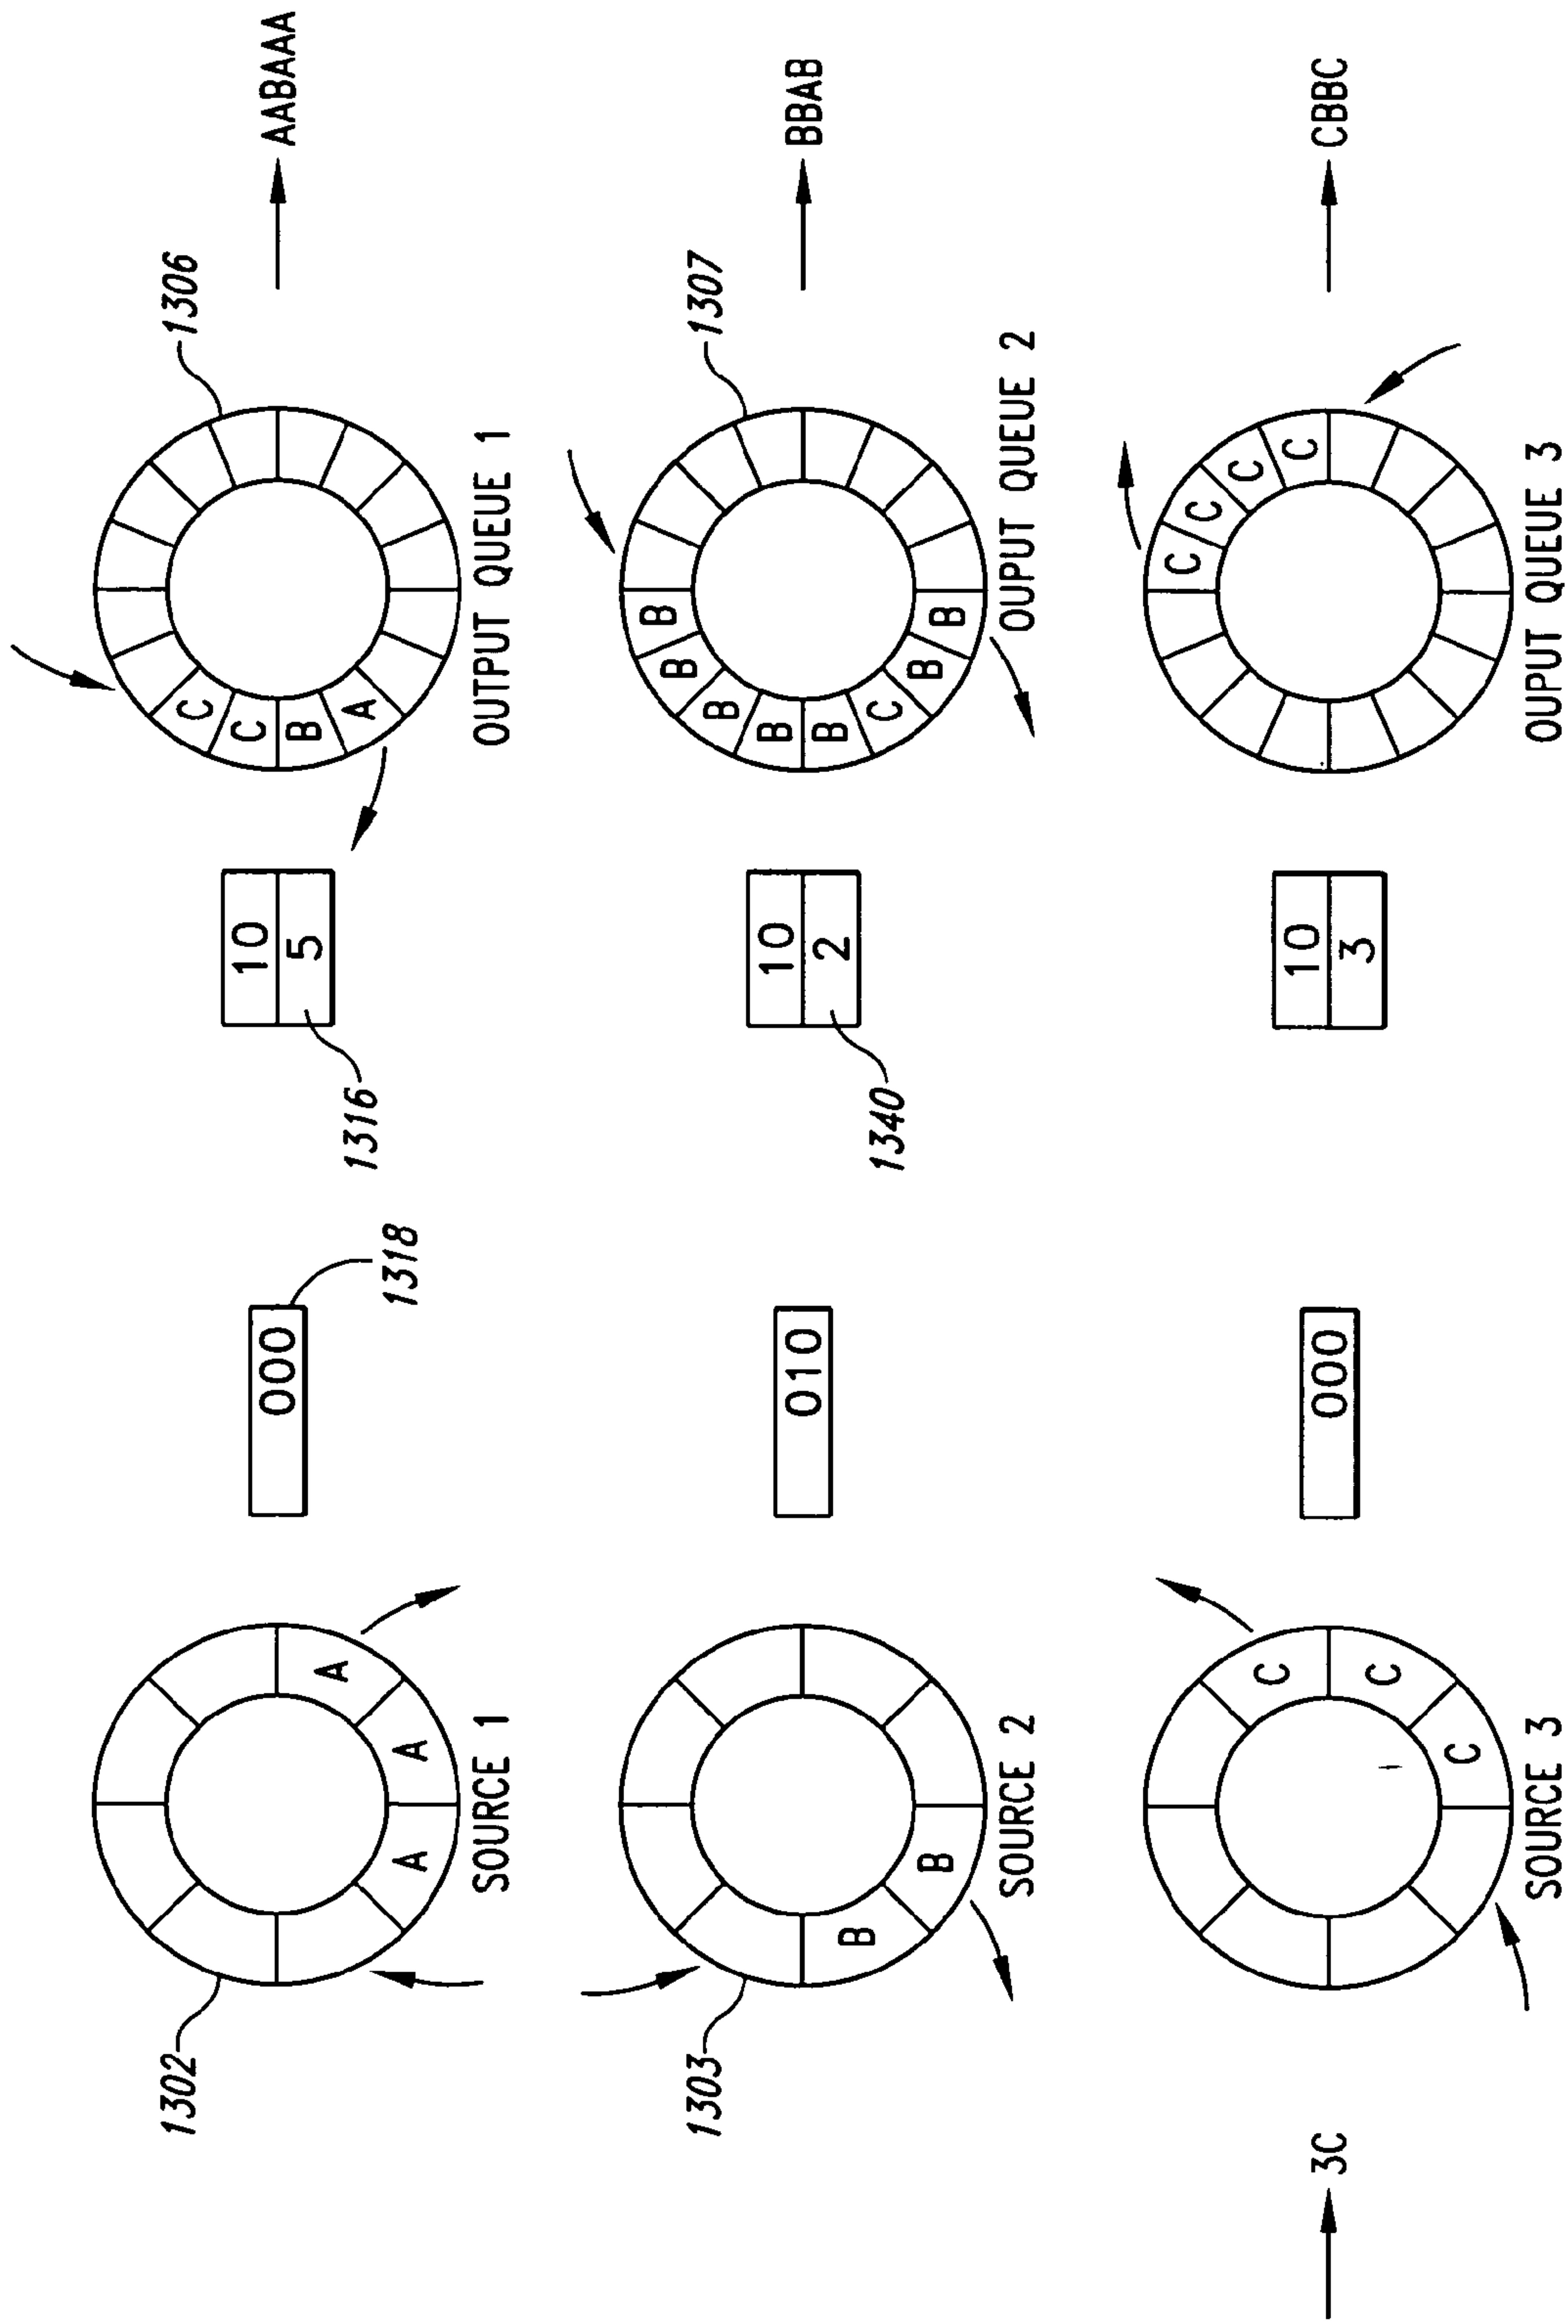 1302
A
A
A
SOURCE 1
000
1318
10
5
1316
1306
C
C
B
A
OUTPUT QUEUE 1
AABAAA
1303
B
B
SOURCE 2
010
10
2
1340
1307
B
B
B
B
B
C
B
B
OUPUT QUEUE 2
BBAB
3C
C
C
C
SOURCE 3
000
10
3
C
C
C
C
OUPUT QUEUE 3
CBBC